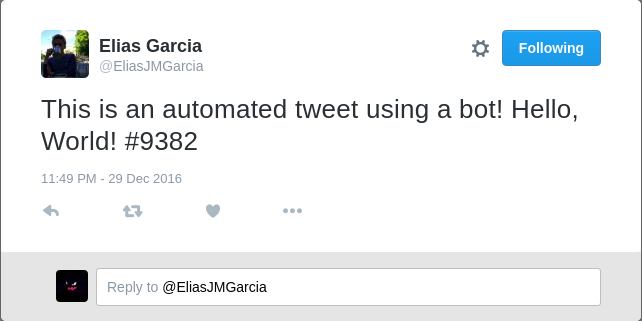 Elias Garcia
@EliasJMGarcia
Following
This is an automated tweet using a bot! Hello,
World! #9382
11:49 PM - 29 Dec 2016
Reply to @EliasJMGarcia